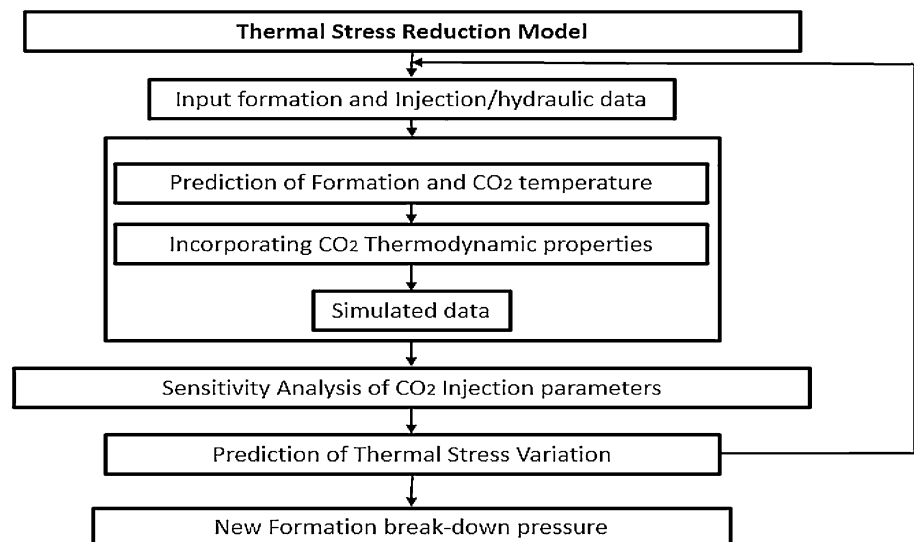 Thermal Stress Reduction Model
Input formation and Injection/hydraulic data
Prediction of Formation and CO2 temperature
Incorporating CO2 Thermodynamic properties
Simulated data
Sensitivity Analysis of CO2 Injection parameters
Prediction of Thermal Stress Variation
New Formation break-down pressure